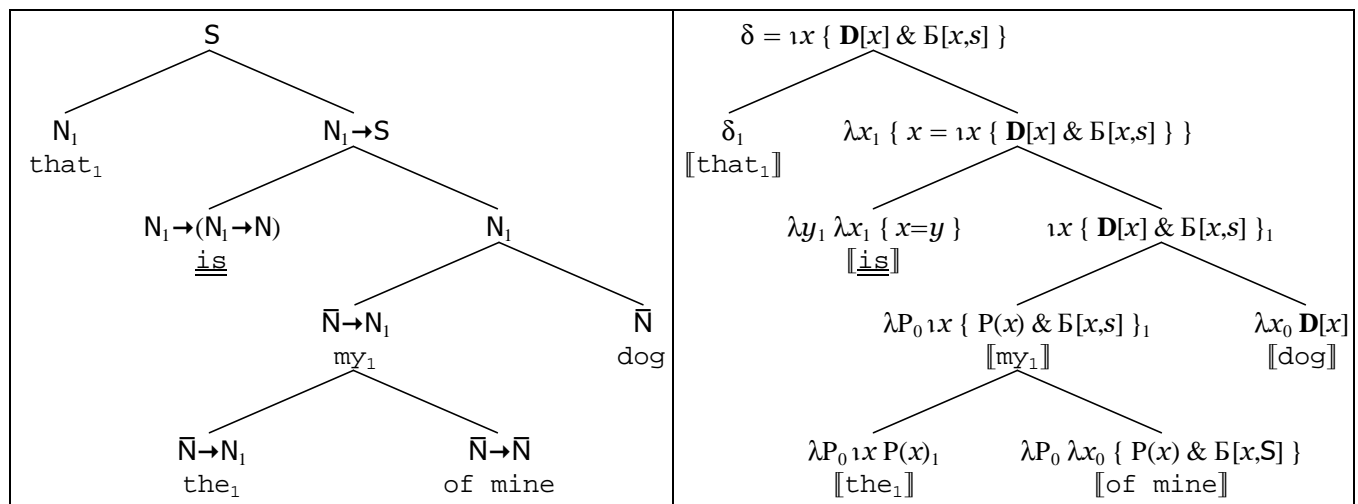 S
N₁ N₁→S
that₁
N₁→(N₁→N) N₁
is
N̅→N₁ N̅
my₁ dog
N̅→N₁ N̅→N̅
the₁ of mine
δ = ιx { D[x] & Б[x,s] }
δ₁ λx₁ { x = ιx { D[x] & Б[x,s] } }
⟦that₁⟧
λy₁ λx₁ { x=y } ιx { D[x] & Б[x,s] }₁
⟦is⟧
λP₀ ιx { P(x) & Б[x,s] }₁ λx₀ D[x]
⟦my₁⟧ ⟦dog⟧
λP₀ ιx P(x)₁ λP₀ λx₀ { P(x) & Б[x,S] }
⟦the₁⟧ ⟦of mine⟧